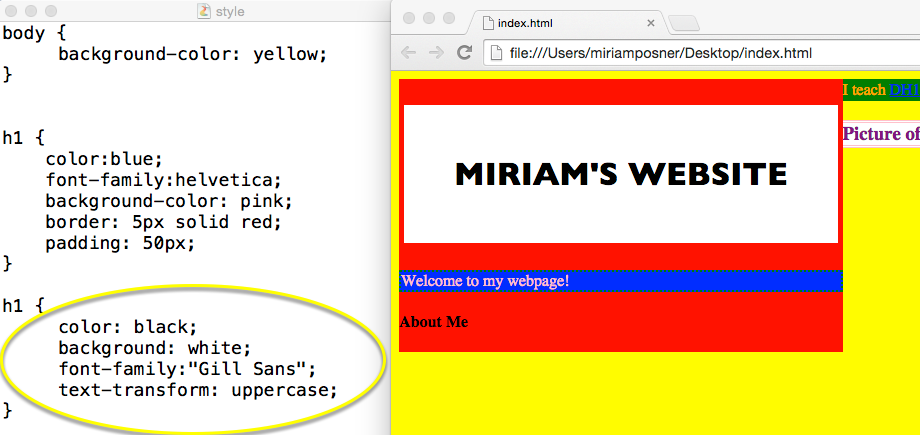 style
body {
background-color: yellow;
}
h1 {
color:blue;
font-family:helvetica;
background-color: pink;
border: 5px solid red;
padding: 50px;
}
h1 {
color: black;
background: white;
font-family:"Gill Sans";
text-transform: uppercase;
}
index.html
file:///Users/miriamposner/Desktop/index.html
MIRIAM'S WEBSITE
Welcome to my webpage!
About Me
I teach DH1
Picture of